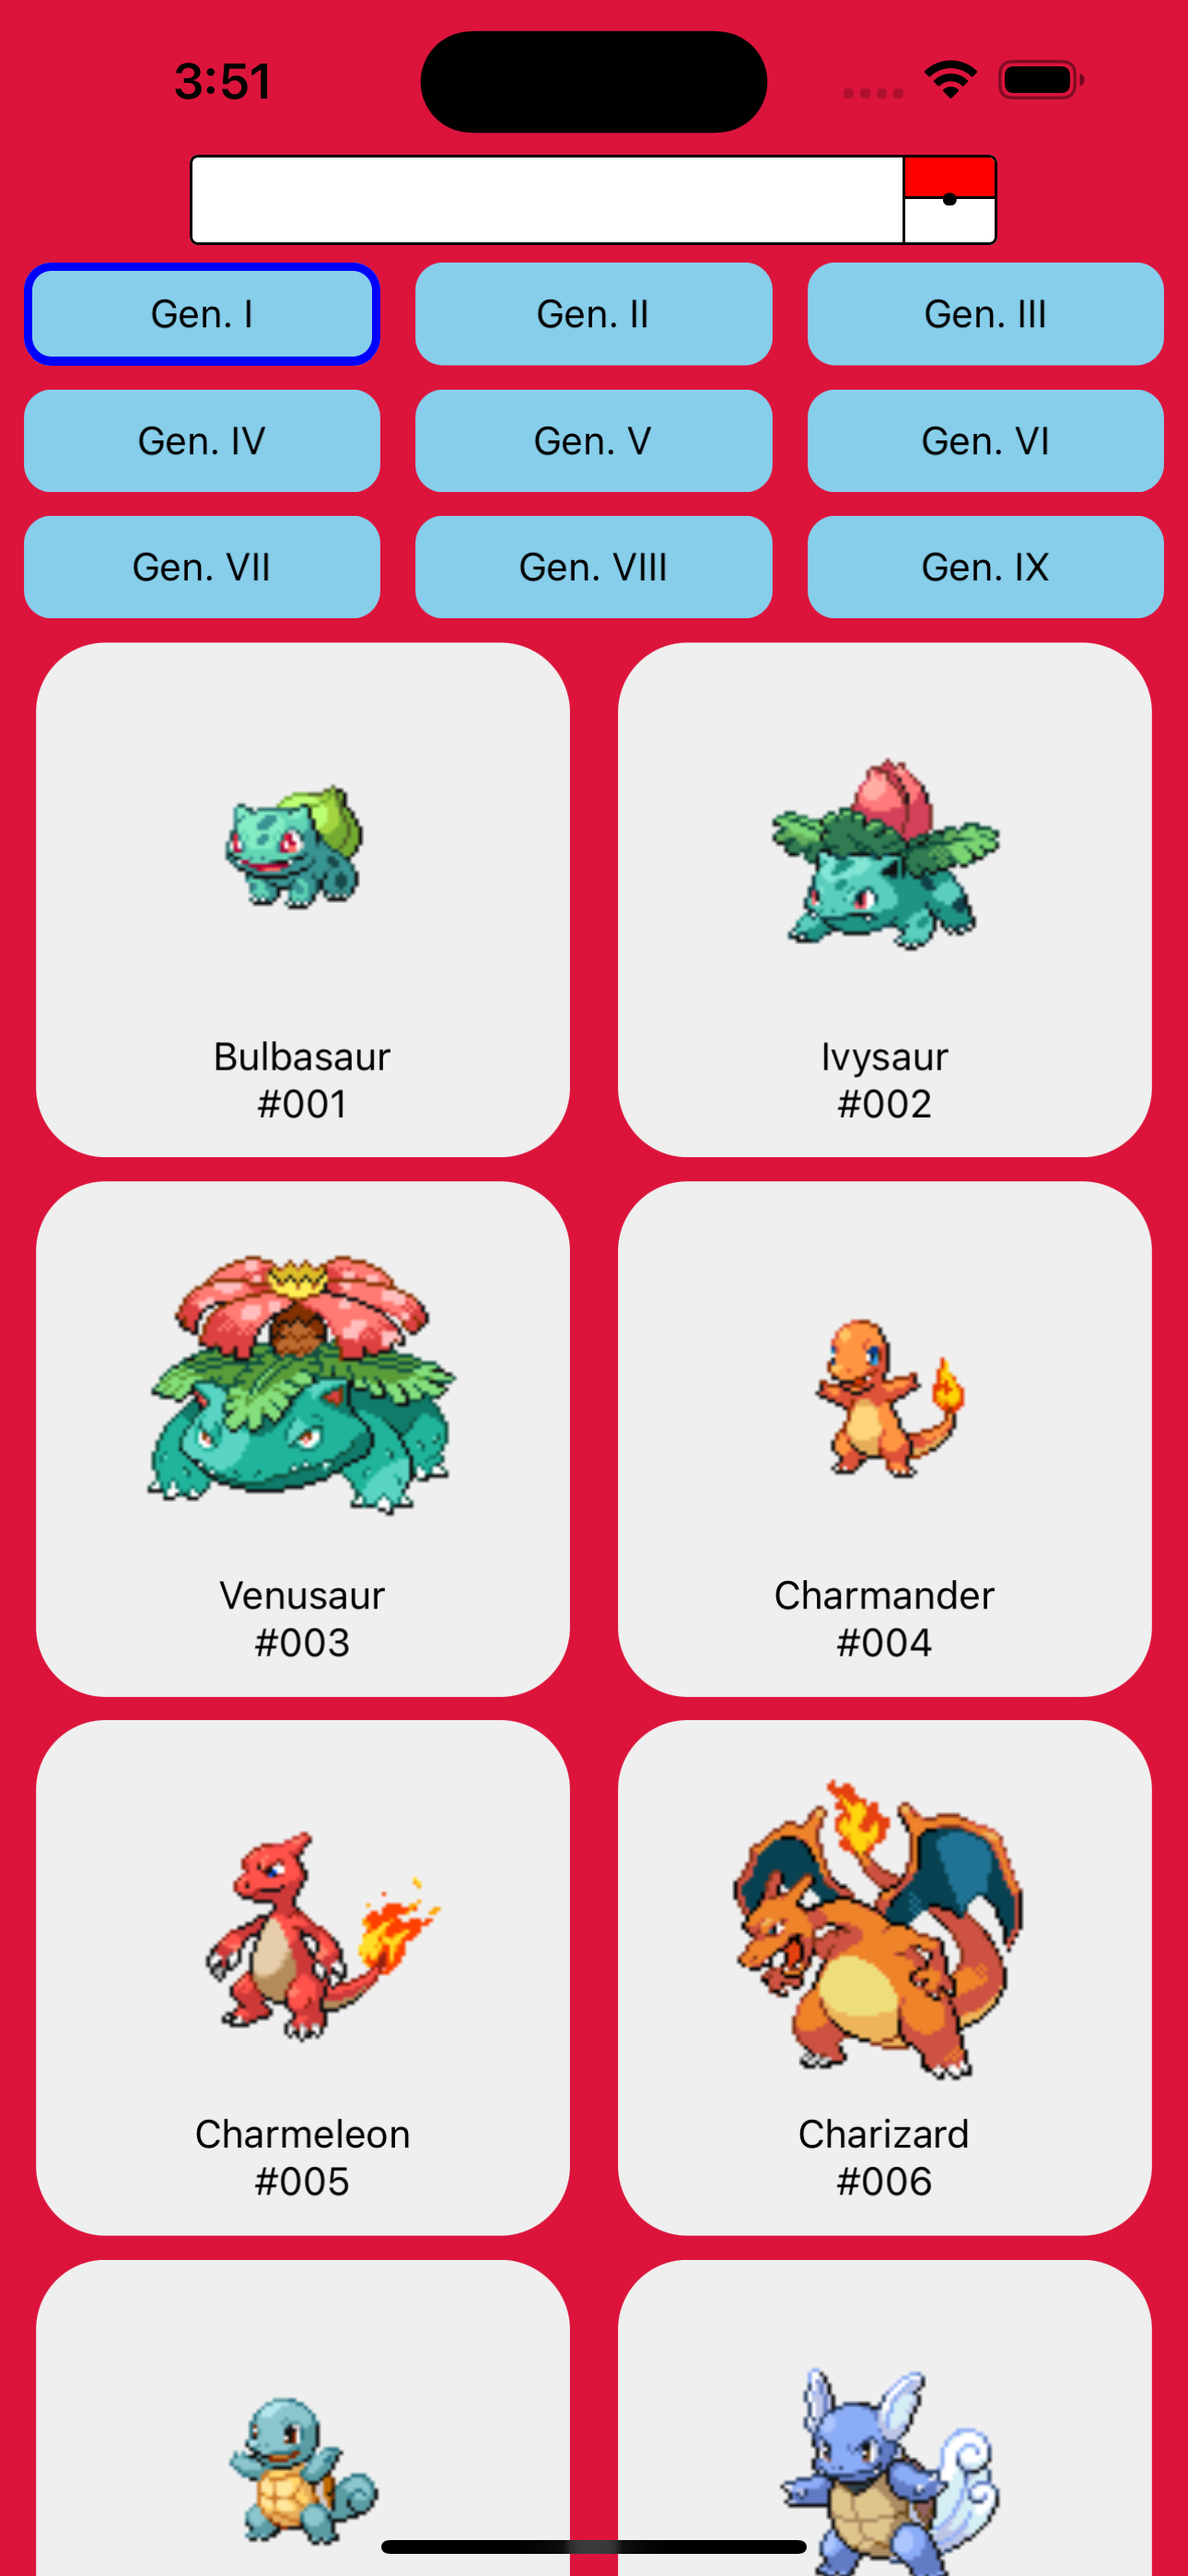 3:51
Gen. I
Gen. II
Gen. III
Gen. IV
Gen. V
Gen. VI
Gen. VII
Gen. VIII
Gen. IX
Bulbasaur
#001
Ivysaur
#002
Venusaur
#003
Charmander
#004
Charmeleon
#005
Charizard
#006